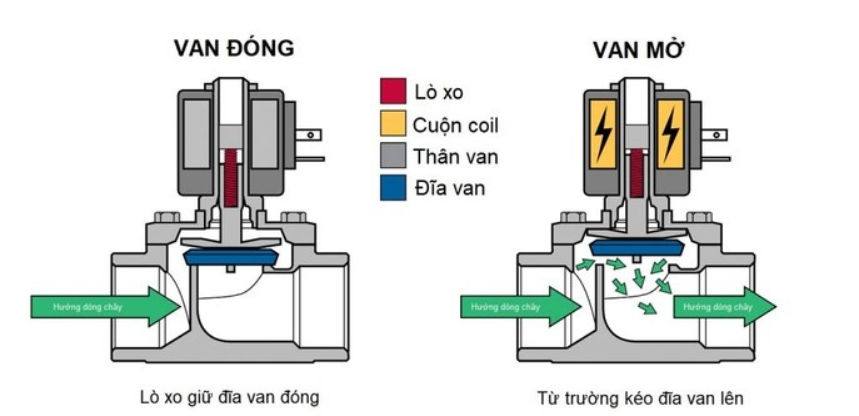 VAN ĐÓNG
VAN MỞ
Lò xo
Cuộn coil
Thân van
Đĩa van
Hướng dòng chảy
Hướng dòng chảy
Hướng dòng chảy
Lò xo giữ đĩa van đóng
Từ trường kéo đĩa van lên